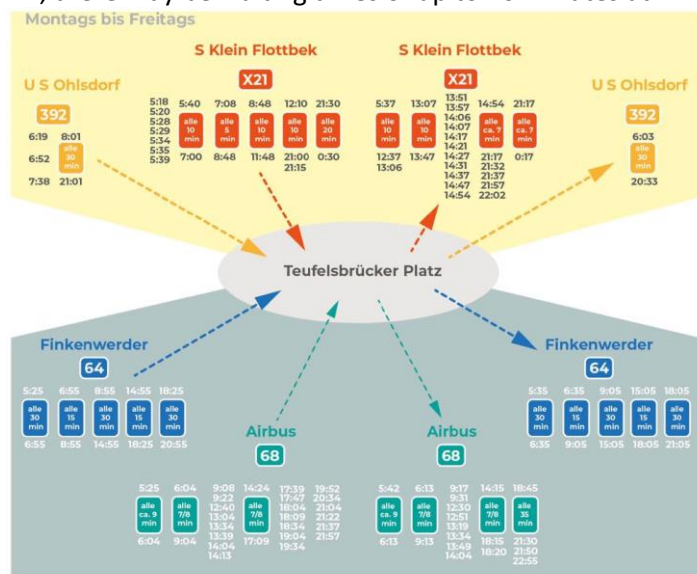 Montags bis Freitags
U S Ohlsdorf
392
6:19 8:01
alle
30
min
6:52
7:38 21:01
S Klein Flottbek
X21
5:18
5:20
5:28
5:29
5:34
5:35
5:39
5:40 7:08 8:48 12:10 21:30
alle
10
min
alle
5
min
alle
10
min
alle
10
min
alle
20
min
7:00 8:48 11:48 21:00 0:30
21:15
S Klein Flottbek
X21
5:37 13:07
alle
10
min
alle
10
min
12:37 13:47
13:06
13:51
13:57
14:06
14:07
14:17
14:21
14:27
14:31
14:37
14:47
14:54
14:54 21:17
alle
ca. 7
min
alle
ca. 7
min
21:17 0:17
21:32
21:37
21:57
22:02
U S Ohlsdorf
392
6:03
alle
30
min
20:33
Teufelsbrücker Platz
Finkenwerder
64
5:25 6:55 8:55 14:55 18:25
alle
30
min
alle
15
min
alle
30
min
alle
15
min
alle
30
min
6:55 8:55 14:55 18:25 20:55
Finkenwerder
64
5:35 6:35 9:05 15:05 18:05
alle
30
min
alle
15
min
alle
30
min
alle
15
min
alle
30
min
6:35 9:05 15:05 18:05 21:05
Airbus
68
5:25 6:04
alle
ca. 9
min
alle
7/8
min
6:04 9:04
9:08
9:22
12:40
13:04
13:34
13:39
14:04
14:13
14:24
alle
7/8
min
17:09
17:39
17:47
18:04
18:09
18:34
19:04
19:34
19:52
20:34
21:04
21:22
21:37
21:57
Airbus
68
5:42 6:13
alle
ca. 9
min
alle
7/8
min
6:13 9:13
9:17
9:31
12:30
12:51
13:19
13:34
13:49
14:04
14:15 18:45
alle
7/8
min
alle
35
min
18:15 21:30
18:20 21:50
22:55